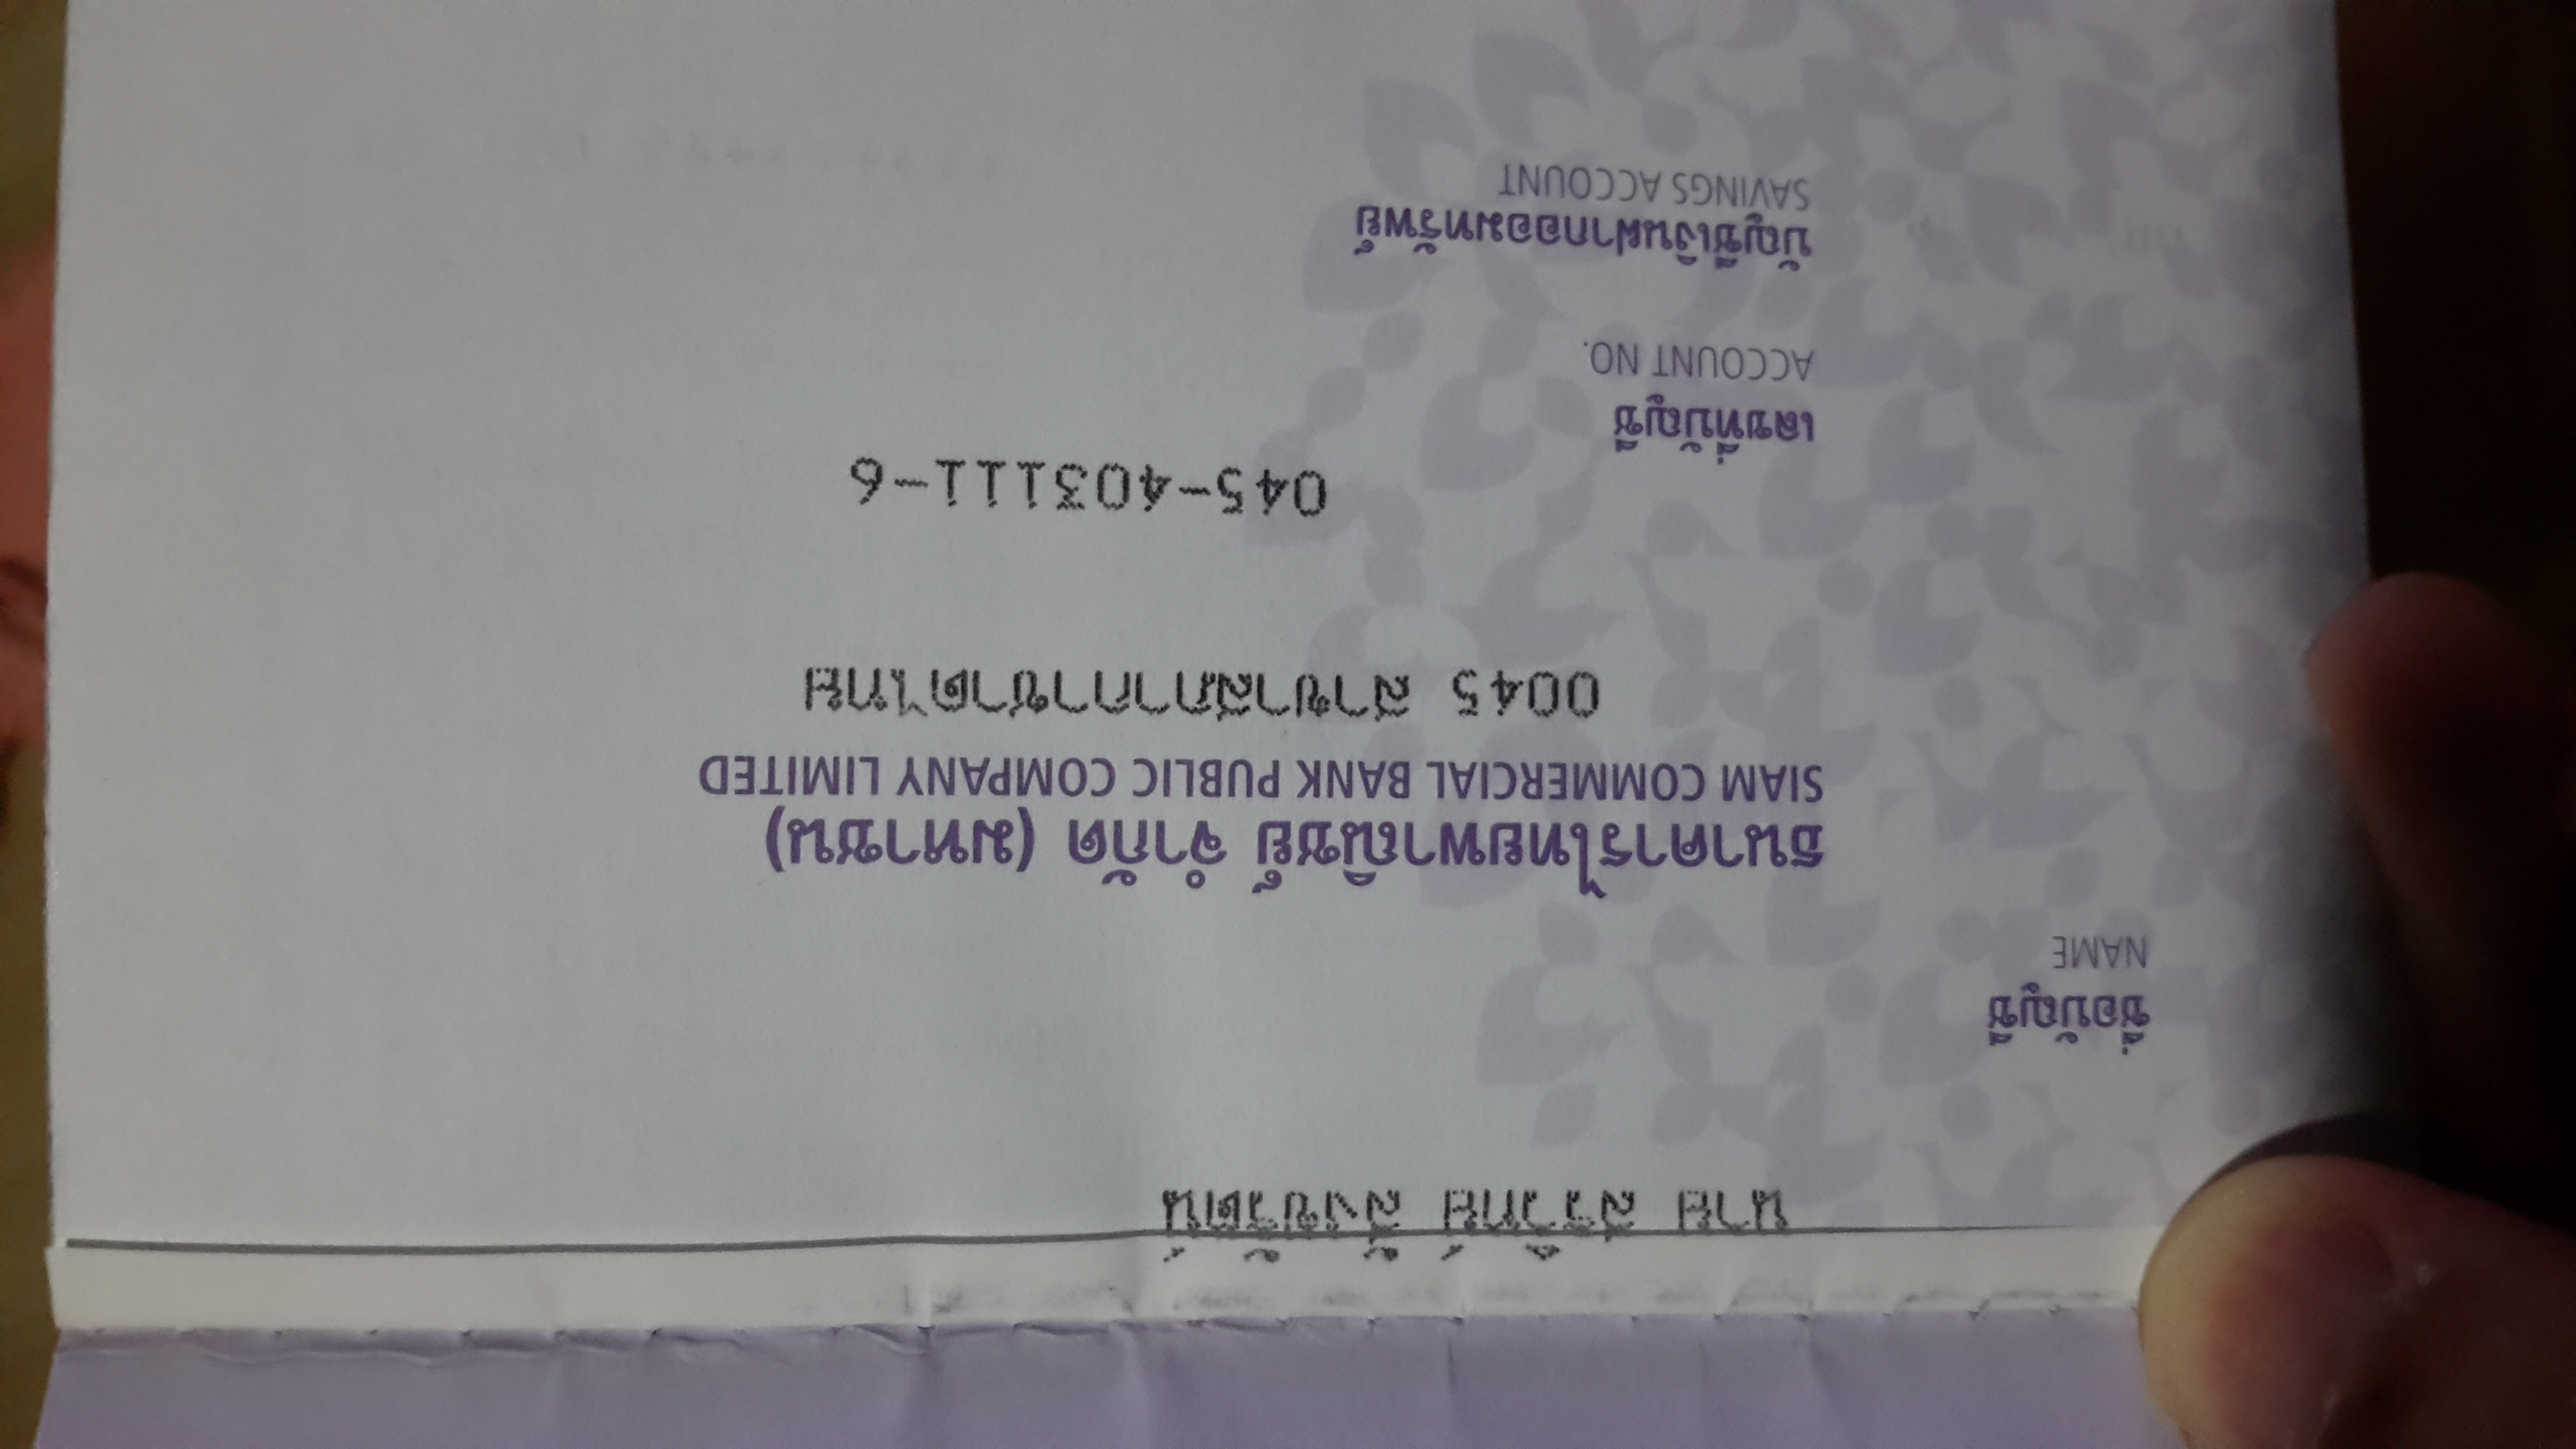 นาย สรวิทย์ สังขรัตน์
ชื่อบัญชี
NAME
ธนาคารไทยพาณิชย์ จำกัด (มหาชน)
SIAM COMMERCIAL BANK PUBLIC COMPANY LIMITED
0045 สาขาสภากาชาดไทย
045-403111-6
เลขที่บัญชี
ACCOUNT NO.
บัญชีเงินฝากออมทรัพย์
SAVINGS ACCOUNT